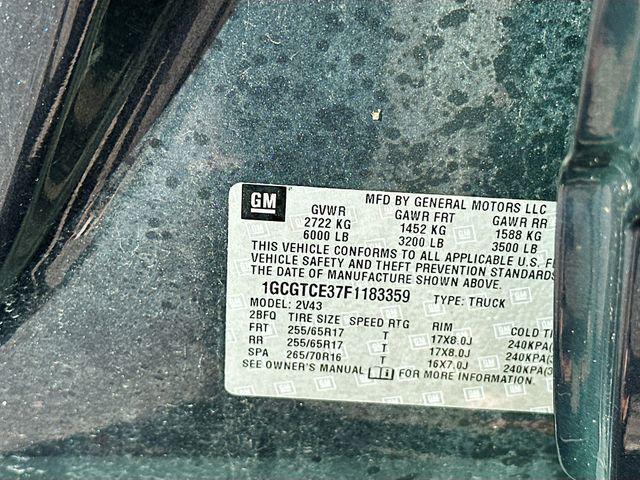 GM MFD BY GENERAL MOTORS LLC
GVWR GAWR FRT GAWR RR
2722 KG 1452 KG 1588 KG
6000 LB 3200 LB 3500 LB
THIS VEHICLE CONFORMS TO ALL APPLICABLE U.S. F
VEHICLE SAFETY AND THEFT PREVENTION STANDARDS
THE DATE OF MANUFACTURE SHOWN ABOVE.
1GCGTCE37F1183359 TYPE: TRUCK
MODEL: 2V43
2BFQ TIRE SIZE SPEED RTG RIM COLD TI
FRT 255/65R17 T 17X8.0J 240KPA(
RR 255/65R17 T 17X8.0J 240KPA(3
SPA 265/70R16 T 16X7.0J 240KPA(3
SEE OWNER'S MANUAL i FOR MORE INFORMATION.